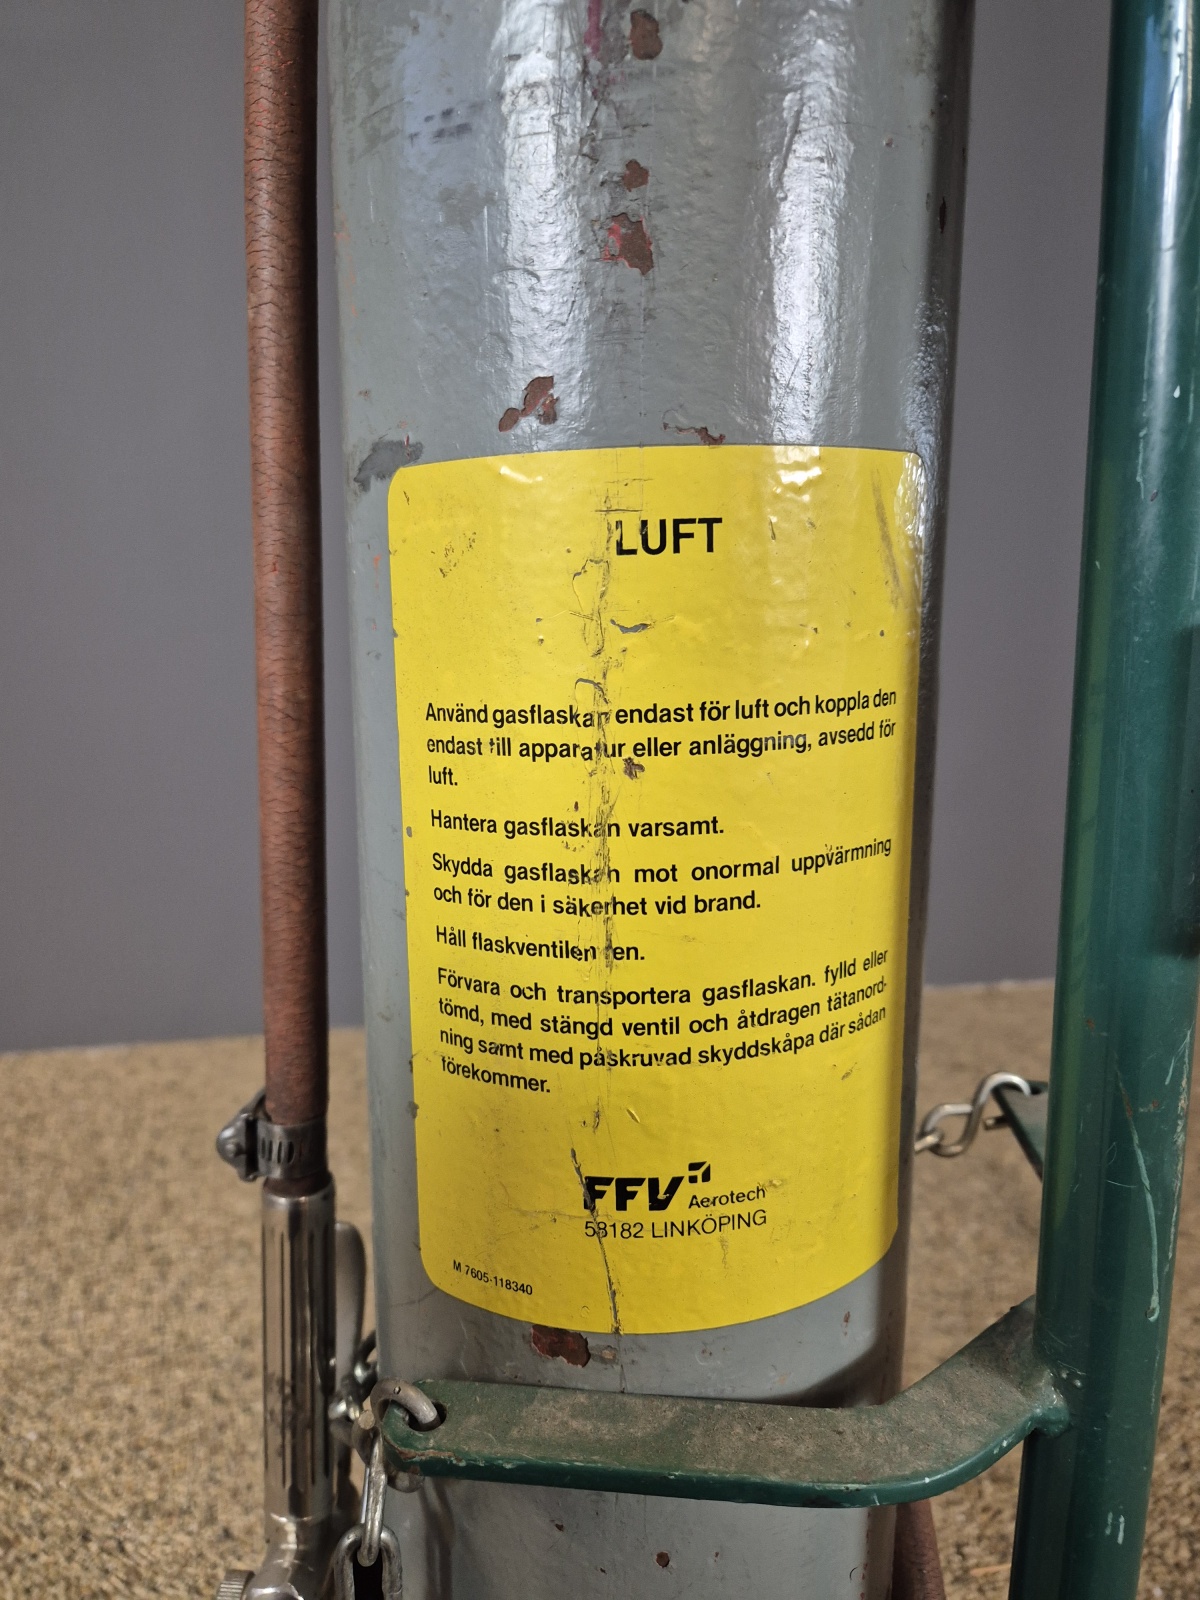 LUFT
Använd gasflaskan endast för luft och koppla den
endast till apparatur eller anläggning, avsedd för
luft.
Hantera gasflaskan varsamt.
Skydda gasflaskan mot onormal uppvärmning
och för den i säkerhet vid brand.
Håll flaskventilen ren.
Förvara och transportera gasflaskan. fylld eller
tömd, med stängd ventil och åtdragen tätanord-
ning samt med påskruvad skyddskåpa där sådan
förekommer.
FFV Aerotech
58182 LINKÖPING
M 7605-118340